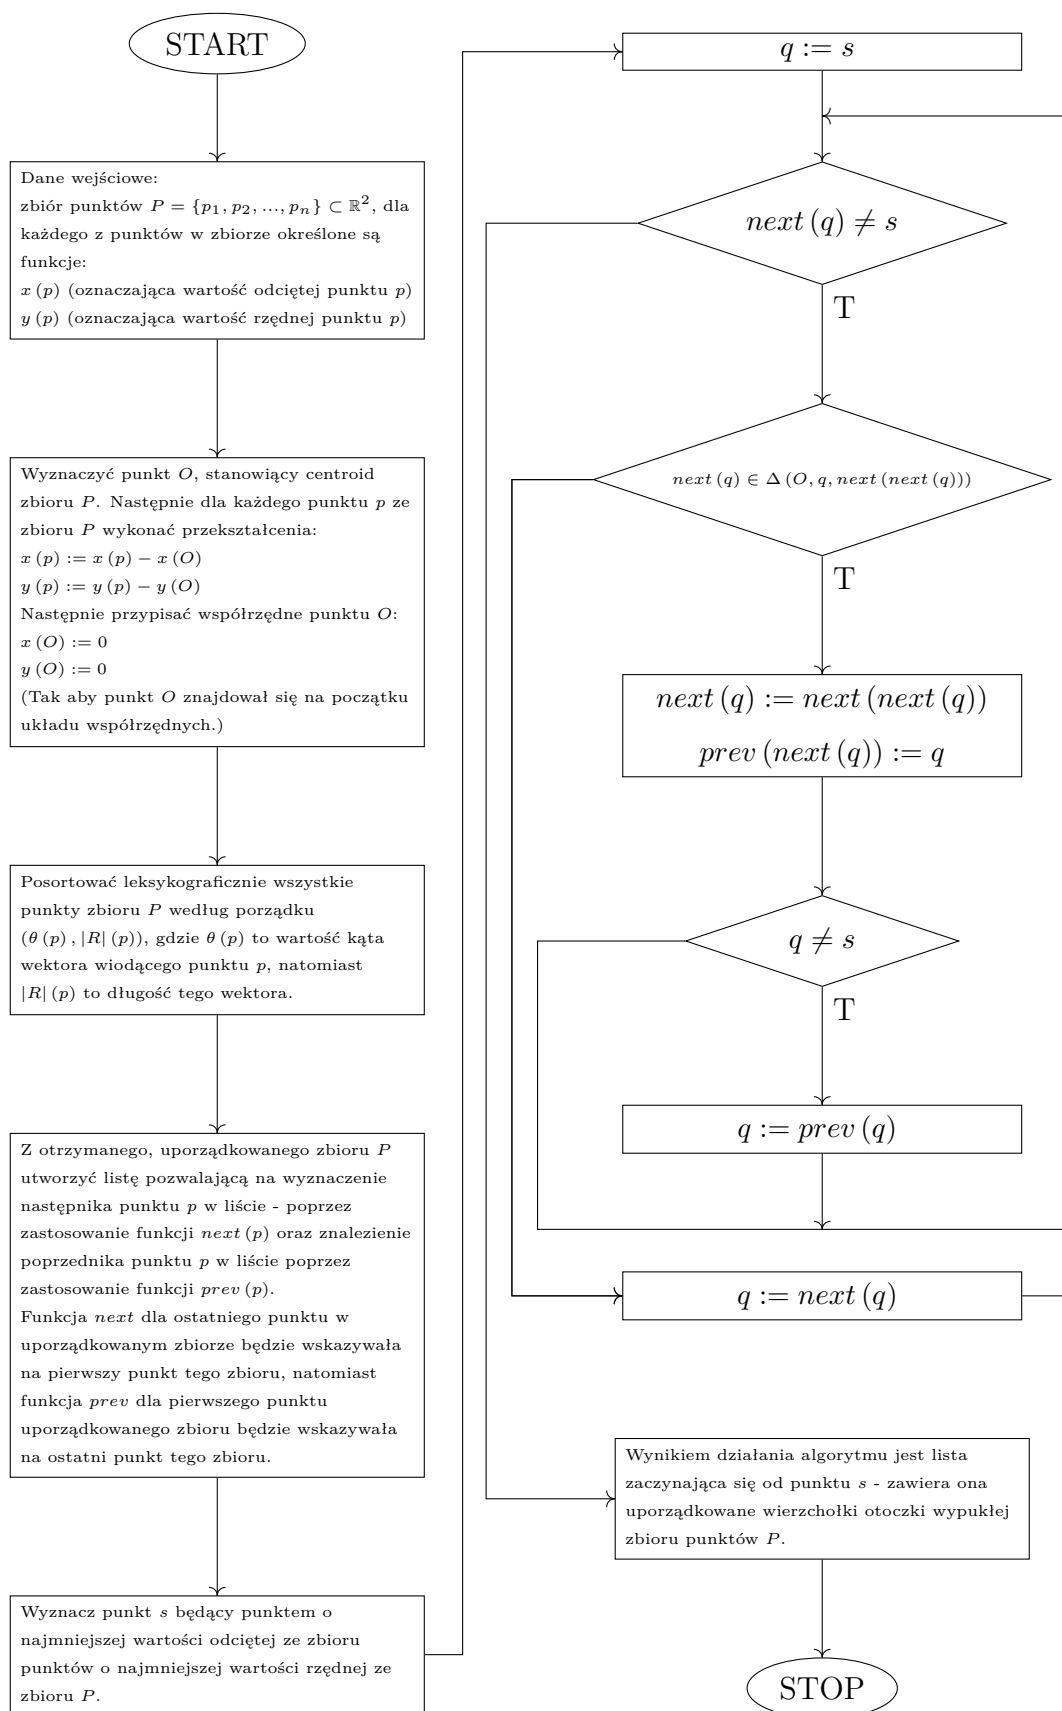 START
Dane wejściowe:
zbiór punktów P = {p₁, p₂, ..., pₙ} ⊂ ℝ², dla
każdego z punktów w zbiorze określone są
funkcje:
x (p) (oznaczająca wartość odciętej punktu p)
y (p) (oznaczająca wartość rzędnej punktu p)
Wyznaczyć punkt O, stanowiący centroid
zbioru P. Następnie dla każdego punktu p ze
zbioru P wykonać przekształcenia:
x (p) := x (p) − x (O)
y (p) := y (p) − y (O)
Następnie przypisać współrzędne punktu O:
x (O) := 0
y (O) := 0
(Tak aby punkt O znajdował się na początku
układu współrzędnych.)
Posortować leksykograficznie wszystkie
punkty zbioru P według porządku
(θ (p) , |R| (p)), gdzie θ (p) to wartość kąta
wektora wiodącego punktu p, natomiast
|R| (p) to długość tego wektora.
Z otrzymanego, uporządkowanego zbioru P
utworzyć listę pozwalającą na wyznaczenie
następnika punktu p w liście - poprzez
zastosowanie funkcji next (p) oraz znalezienie
poprzednika punktu p w liście poprzez
zastosowanie funkcji prev (p).
Funkcja next dla ostatniego punktu w
uporządkowanym zbiorze będzie wskazywała
na pierwszy punkt tego zbioru, natomiast
funkcja prev dla pierwszego punktu
uporządkowanego zbioru będzie wskazywała
na ostatni punkt tego zbioru.
Wyznacz punkt s będący punktem o
najmniejszej wartości odciętej ze zbioru
punktów o najmniejszej wartości rzędnej ze
zbioru P.
q := s
next (q) ≠ s
T
next (q) ∈ Δ (O, q, next (next (q)))
T
next (q) := next (next (q))
prev (next (q)) := q
q ≠ s
T
q := prev (q)
q := next (q)
Wynikiem działania algorytmu jest lista
zaczynająca się od punktu s - zawiera ona
uporządkowane wierzchołki otoczki wypukłej
zbioru punktów P.
STOP